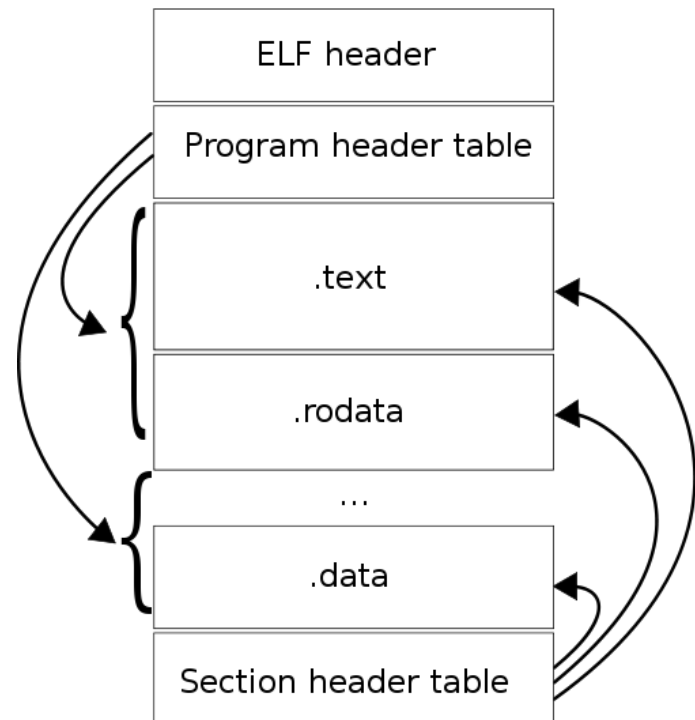 ELF header
Program header table
.text
.rodata
...
.data
Section header table